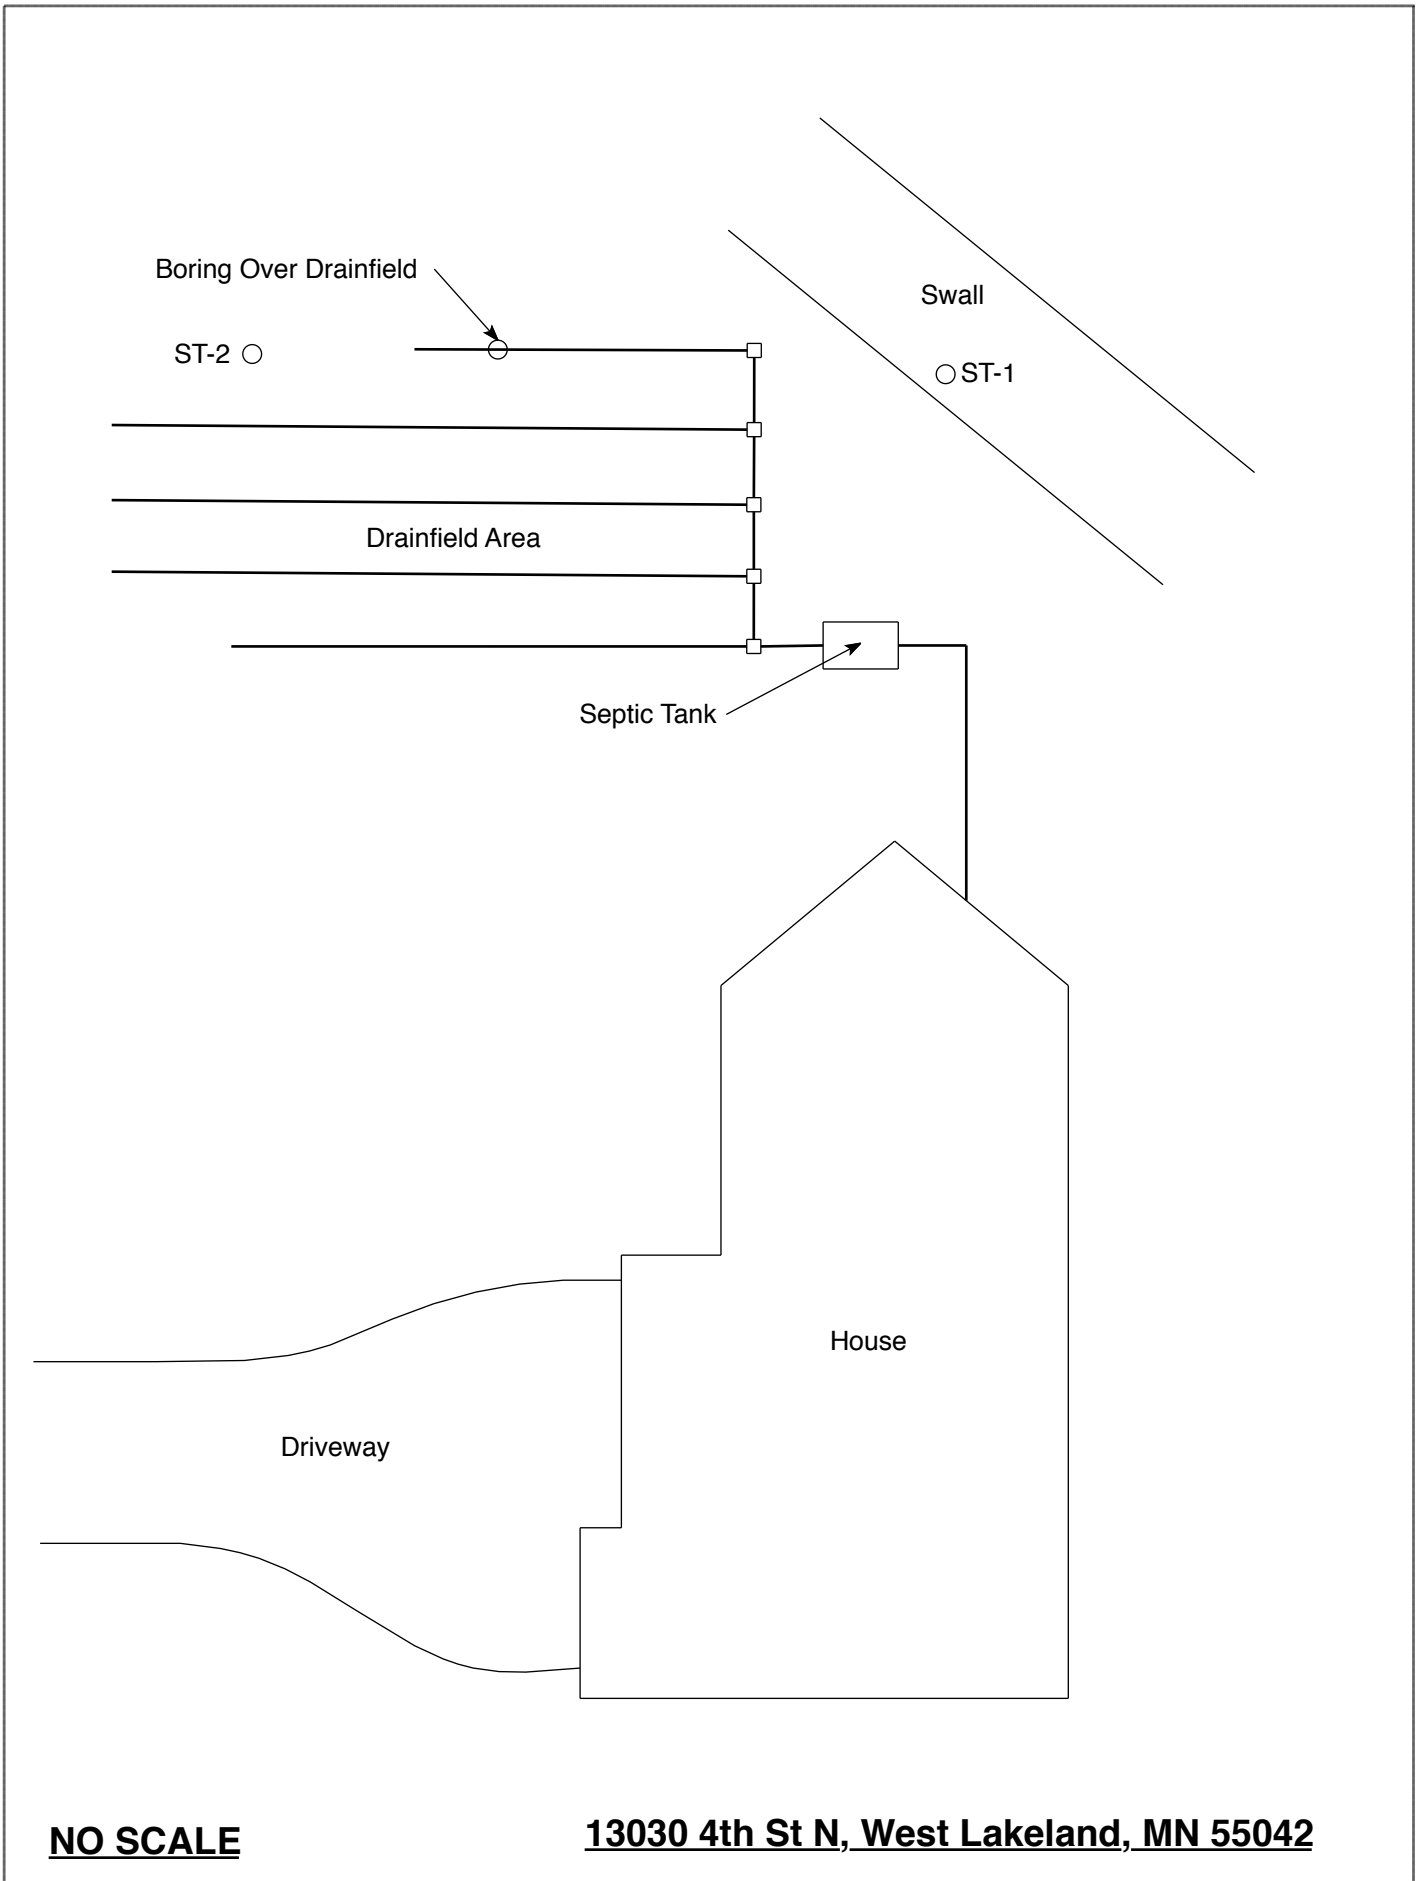 Boring Over Drainfield
Swall
ST-2
ST-1
Drainfield Area
Septic Tank
House
Driveway
NO SCALE
13030 4th St N, West Lakeland, MN 55042